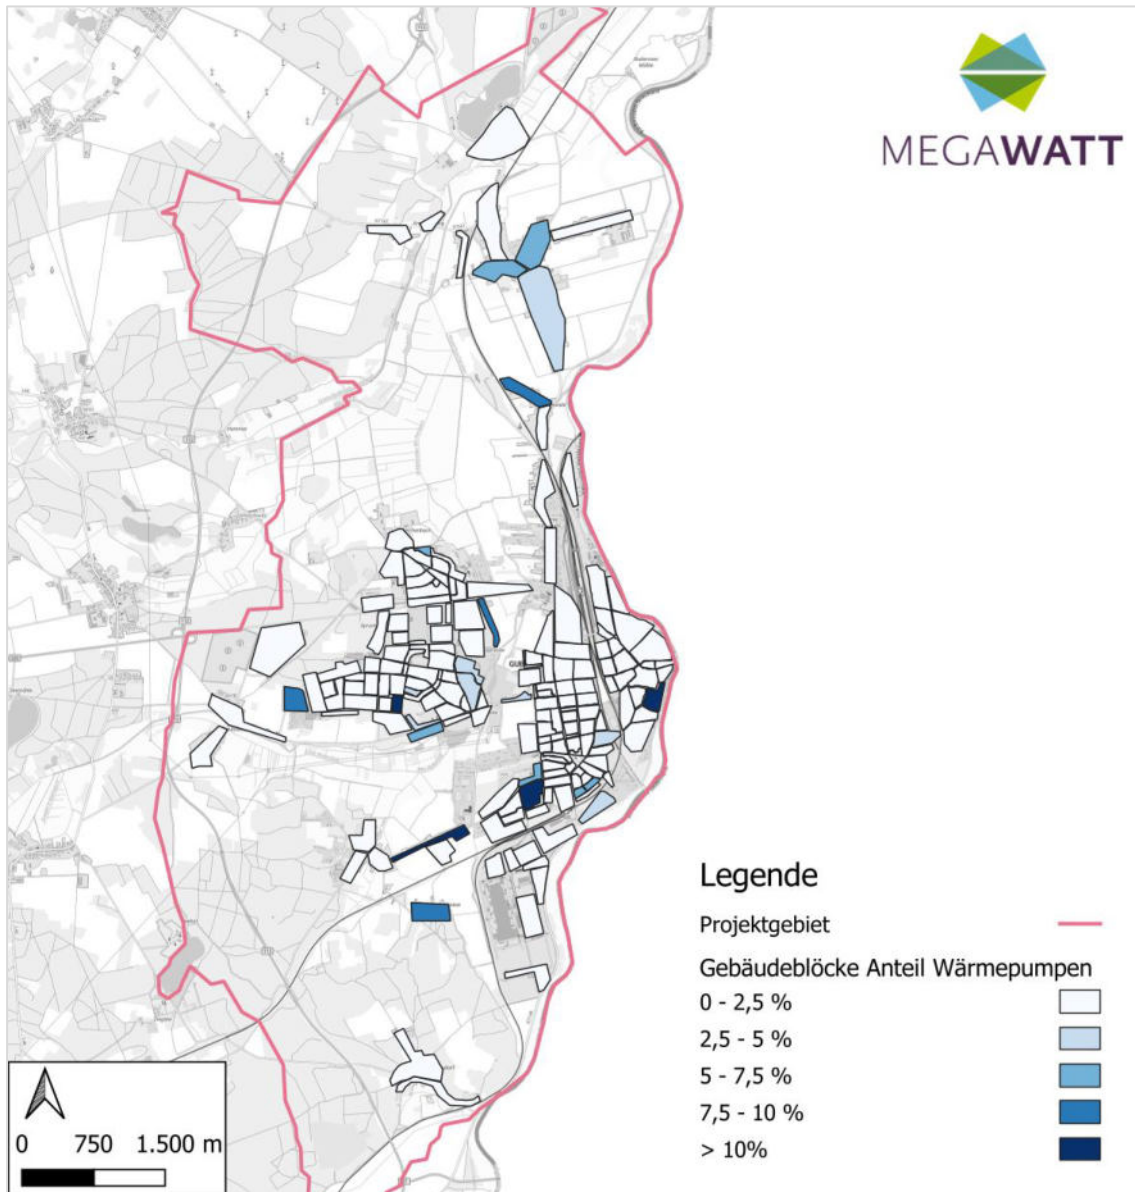 MEGAWATT
GUB
Legende
Projektgebiet
Gebäudeblöcke Anteil Wärmepumpen
0 - 2,5 %
2,5 - 5 %
5 - 7,5 %
7,5 - 10 %
> 10%
0 750 1.500 m